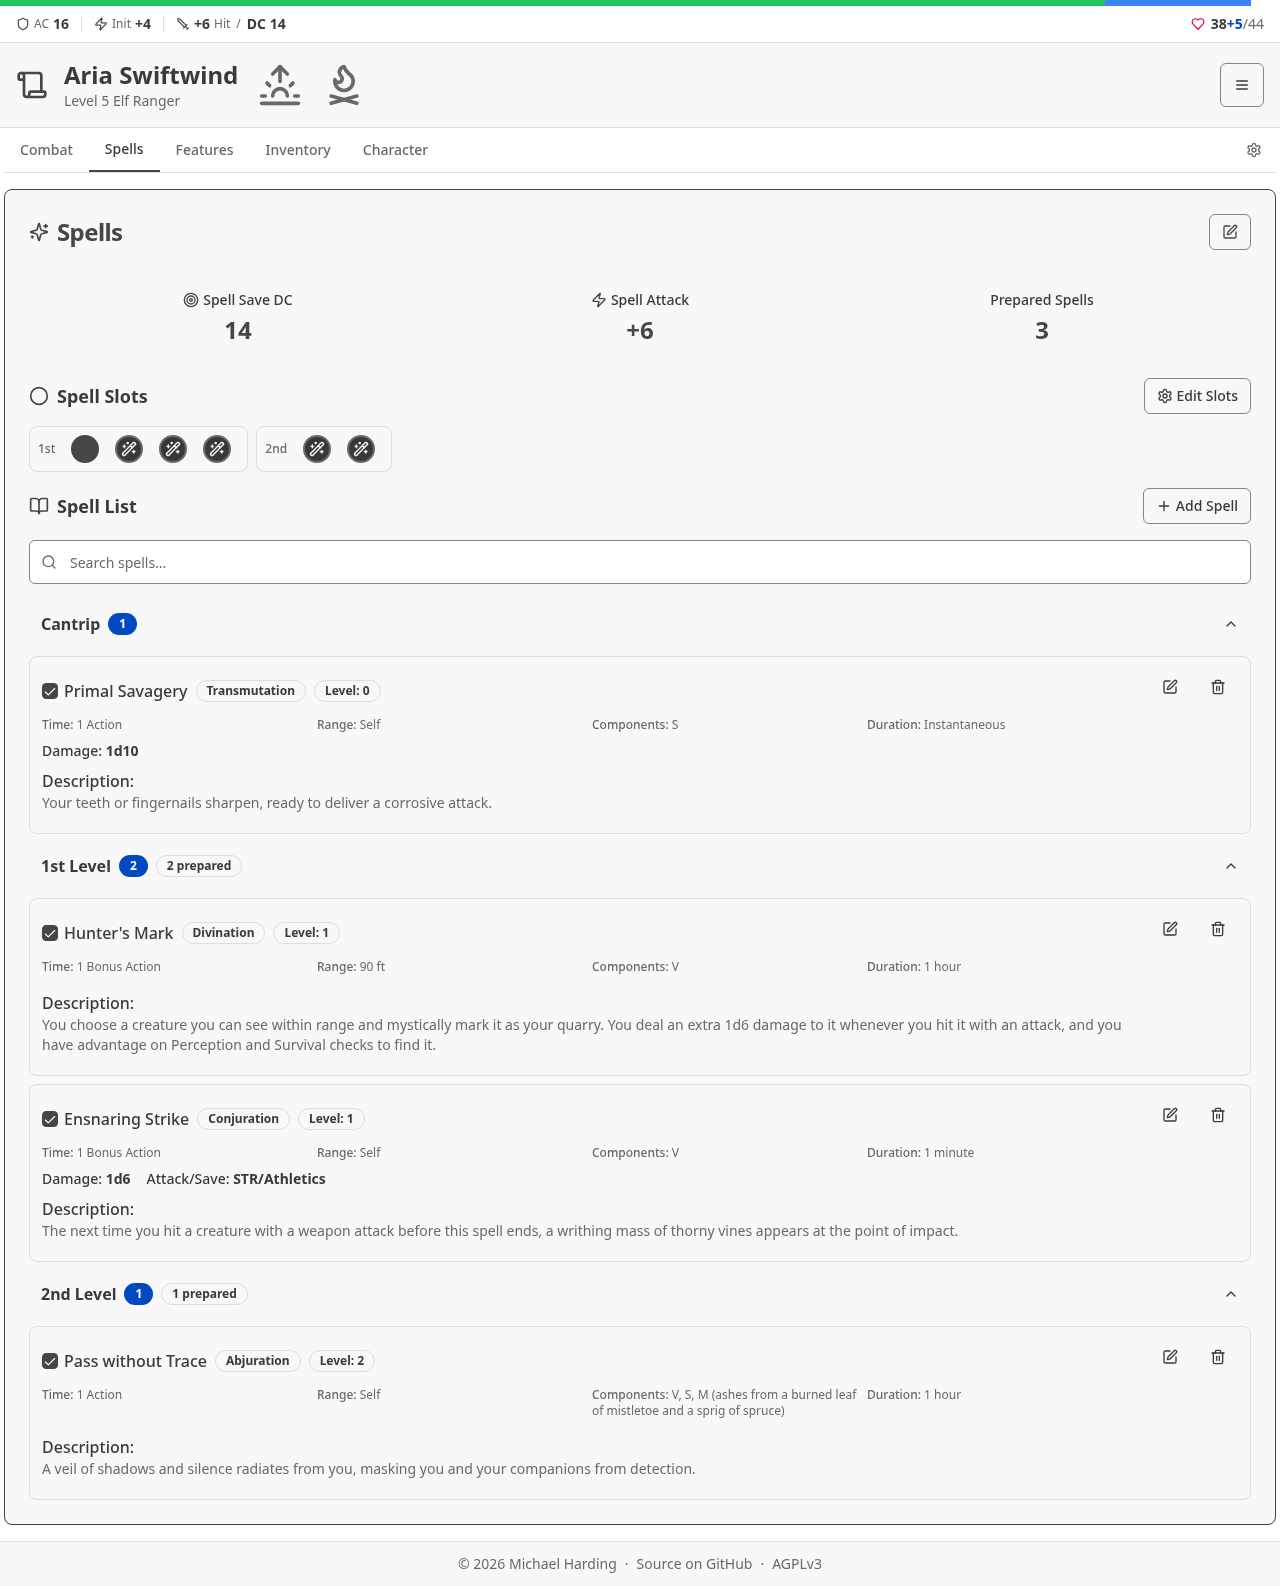 AC 16 Init +4 +6 Hit / DC 14 38+5/44
Aria Swiftwind
Level 5 Elf Ranger
Combat Spells Features Inventory Character
Spells
Spell Save DC Spell Attack Prepared Spells
14 +6 3
Spell Slots Edit Slots
1st 2nd
Spell List Add Spell
Search spells...
Cantrip 1
Primal Savagery Transmutation Level: 0
Time: 1 Action Range: Self Components: S Duration: Instantaneous
Damage: 1d10
Description:
Your teeth or fingernails sharpen, ready to deliver a corrosive attack.
1st Level 2 2 prepared
Hunter's Mark Divination Level: 1
Time: 1 Bonus Action Range: 90 ft Components: V Duration: 1 hour
Description:
You choose a creature you can see within range and mystically mark it as your quarry. You deal an extra 1d6 damage to it whenever you hit it with an attack, and you
have advantage on Perception and Survival checks to find it.
Ensnaring Strike Conjuration Level: 1
Time: 1 Bonus Action Range: Self Components: V Duration: 1 minute
Damage: 1d6 Attack/Save: STR/Athletics
Description:
The next time you hit a creature with a weapon attack before this spell ends, a writhing mass of thorny vines appears at the point of impact.
2nd Level 1 1 prepared
Pass without Trace Abjuration Level: 2
Time: 1 Action Range: Self Components: V, S, M (ashes from a burned leaf Duration: 1 hour
of mistletoe and a sprig of spruce)
Description:
A veil of shadows and silence radiates from you, masking you and your companions from detection.
© 2026 Michael Harding · Source on GitHub · AGPLv3